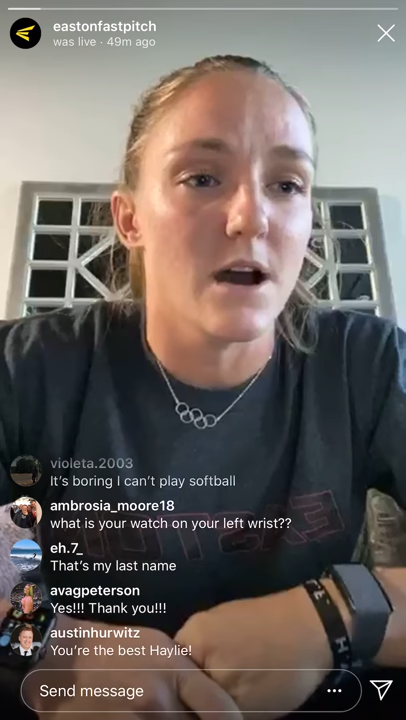 eastonfastpitch
was live · 49m ago
violeta.2003
It's boring I can't play softball
ambrosia_moore18
what is your watch on your left wrist??
eh.7_
That's my last name
avagpeterson
Yes!!! Thank you!!!
austinhurwitz
You're the best Haylie!
EASTON
Send message